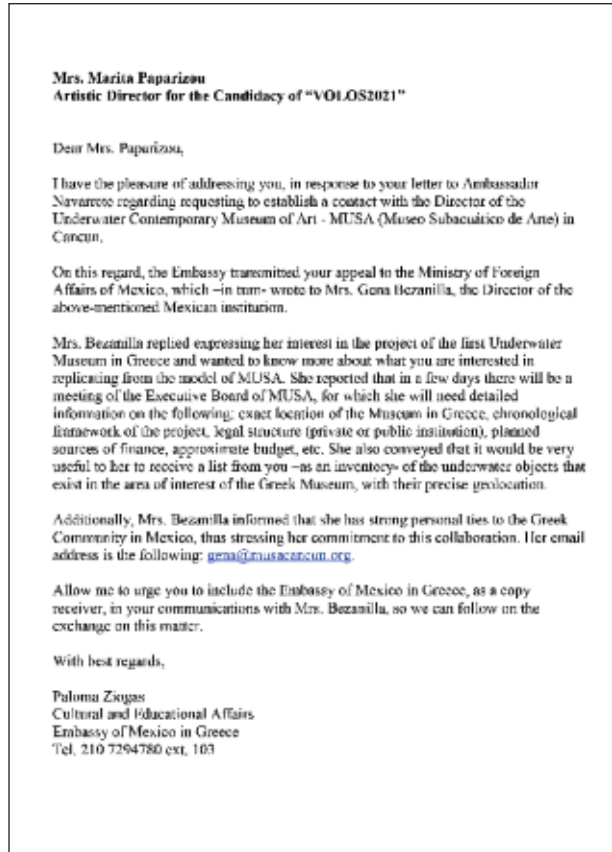 Mrs. Marita Paparizou
Artistic Director for the Candidacy of “VOLOS2021”
Dear Mrs. Paparizou,
I have the pleasure of addressing you, in response to your letter to Ambassador
Navarrete regarding requesting to establish a contact with the Director of the
Underwater Contemporary Museum of Art - MUSA (Museo Subacuático de Arte) in
Cancun.
On this regard, the Embassy transmitted your appeal to the Ministry of Foreign
Affairs of Mexico, which –in turn- wrote to Mrs. Gena Bezanilla, the Director of the
above-mentioned Mexican institution.
Mrs. Bezanilla replied expressing her interest in the project of the first Underwater
Museum in Greece and wanted to know more about what you are interested in
replicating from the model of MUSA. She reported that in a few days there will be a
meeting of the Executive Board of MUSA, for which she will need detailed
information on the following: exact location of the Museum in Greece, chronological
framework of the project, legal structure (private or public institution), planned
sources of finance, approximate budget, etc. She also conveyed that it would be very
useful to her to receive a list from you –as an inventory- of the underwater objects that
exist in the area of interest of the Greek Museum, with their precise geolocation.
Additionally, Mrs. Bezanilla informed that she has strong personal ties to the Greek
Community in Mexico, thus stressing her commitment to this collaboration. Her email
address is the following: gena@musacancun.org.
Allow me to urge you to include the Embassy of Mexico in Greece, as a copy
receiver, in your communications with Mrs. Bezanilla, so we can follow on the
exchange on this matter.
With best regards,
Paloma Ziogas
Cultural and Educational Affairs
Embassy of Mexico in Greece
Tel. 210 7294780 ext. 103